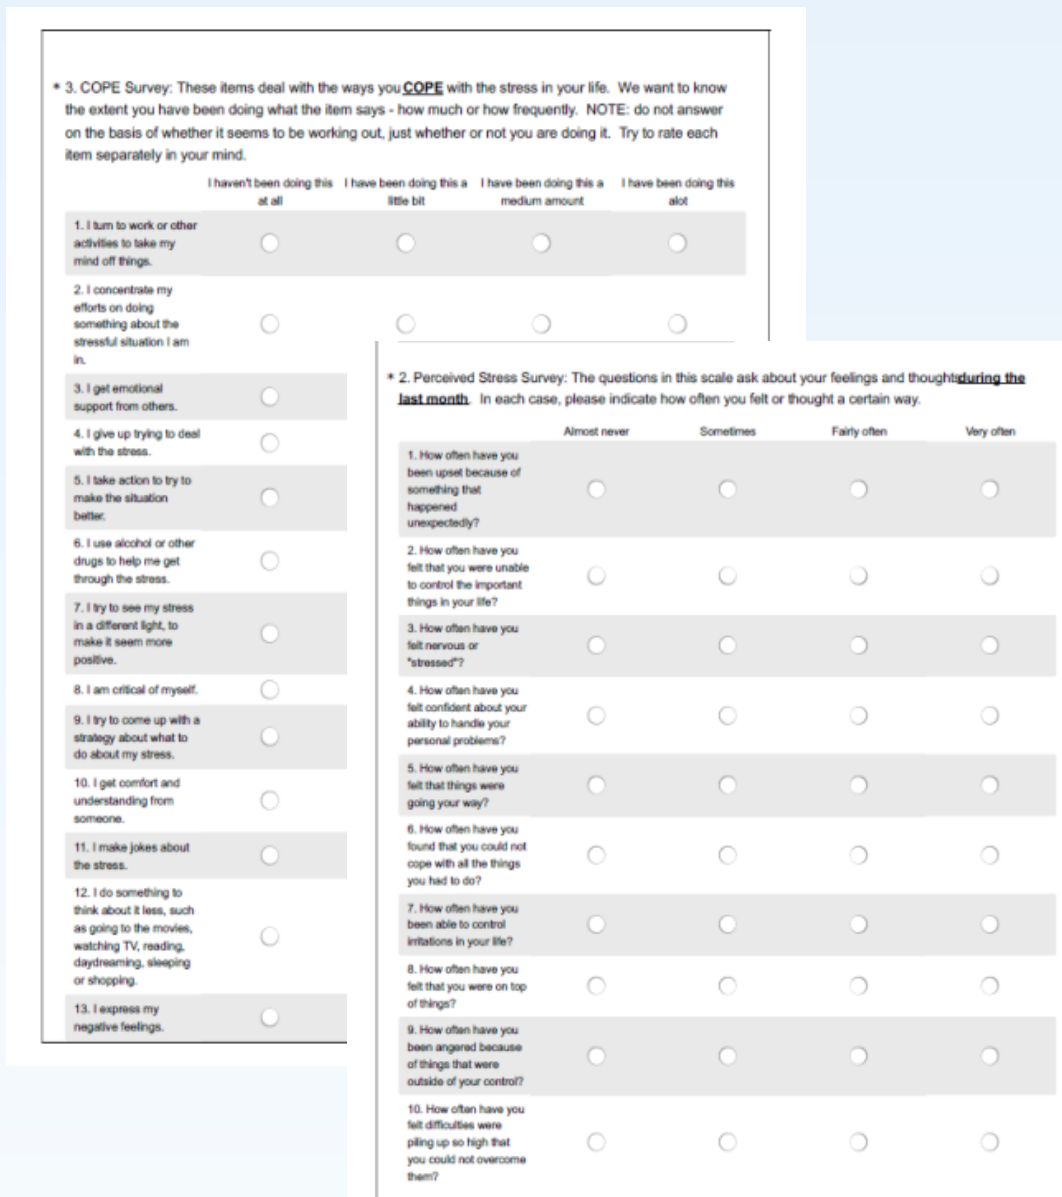 * 3. COPE Survey: These items deal with the ways you COPE with the stress in your life. We want to know
the extent you have been doing what the item says - how much or how frequently. NOTE: do not answer
on the basis of whether it seems to be working out, just whether or not you are doing it. Try to rate each
item separately in your mind.
I haven't been doing this
at all
I have been doing this a
little bit
I have been doing this a
medium amount
I have been doing this
alot
1. I turn to work or other
activities to take my
mind off things.
2. I concentrate my
efforts on doing
something about the
stressful situation I am
in.
3. I get emotional
support from others.
4. I give up trying to deal
with the stress.
5. I take action to try to
make the situation
better.
6. I use alcohol or other
drugs to help me get
through the stress.
7. I try to see my stress
in a different light, to
make it seem more
positive.
8. I am critical of myself.
9. I try to come up with a
strategy about what to
do about my stress.
10. I get comfort and
understanding from
someone.
11. I make jokes about
the stress.
12. I do something to
think about it less, such
as going to the movies,
watching TV, reading,
daydreaming, sleeping
or shopping.
13. I express my
negative feelings.
* 2. Perceived Stress Survey: The questions in this scale ask about your feelings and thoughts during the
last month. In each case, please indicate how often you felt or thought a certain way.
Almost never
Sometimes
Fairly often
Very often
1. How often have you
been upset because of
something that
happened
unexpectedly?
2. How often have you
felt that you were unable
to control the important
things in your life?
3. How often have you
felt nervous or
"stressed"?
4. How often have you
felt confident about your
ability to handle your
personal problems?
5. How often have you
felt that things were
going your way?
6. How often have you
found that you could not
cope with all the things
you had to do?
7. How often have you
been able to control
irritations in your life?
8. How often have you
felt that you were on top
of things?
9. How often have you
been angered because
of things that were
outside of your control?
10. How often have you
felt difficulties were
piling up so high that
you could not overcome
them?